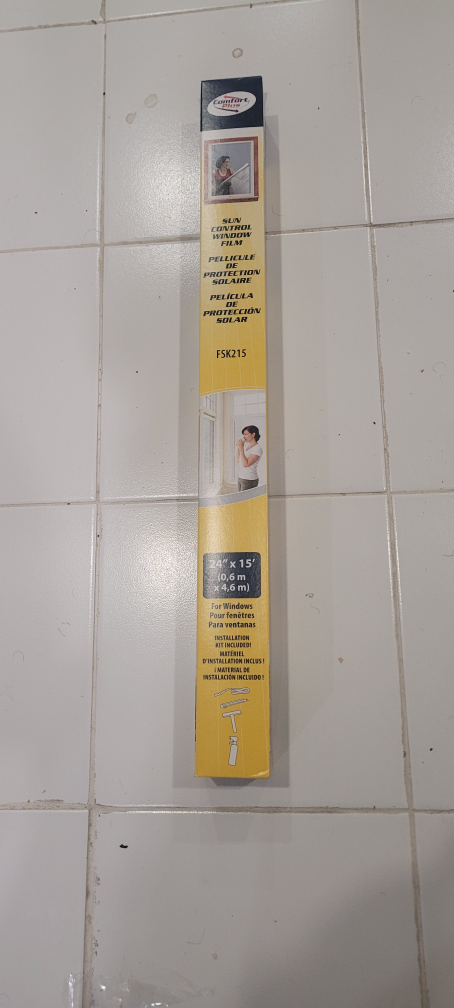 Comfort
Plus
SUN
CONTROL
WINDOW
FILM
PELLICULE
DE
PROTECTION
SOLAIRE
PELÍCULA
DE
PROTECCIÓN
SOLAR
FSK215
24" x 15'
(0,6 m
x 4,6 m)
For Windows
Pour fenêtres
Para ventanas
INSTALLATION
KIT INCLUDED!
MATÉRIEL
D'INSTALLATION INCLUS !
¡ MATERIAL DE
INSTALACIÓN INCLUIDO !